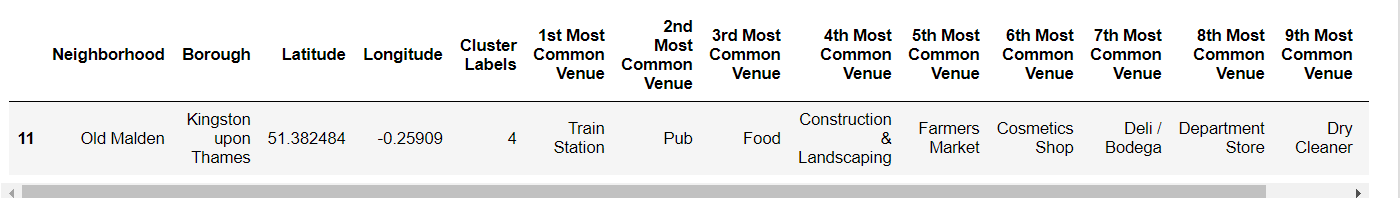 Neighborhood Borough Latitude Longitude Cluster Labels 1st Most Common Venue 2nd Most Common Venue 3rd Most Common Venue 4th Most Common Venue 5th Most Common Venue 6th Most Common Venue 7th Most Common Venue 8th Most Common Venue 9th Most Common Venue
11 Old Malden Kingston upon Thames 51.382484 -0.25909 4 Train Station Pub Food Construction & Landscaping Farmers Market Cosmetics Shop Deli / Bodega Department Store Dry Cleaner